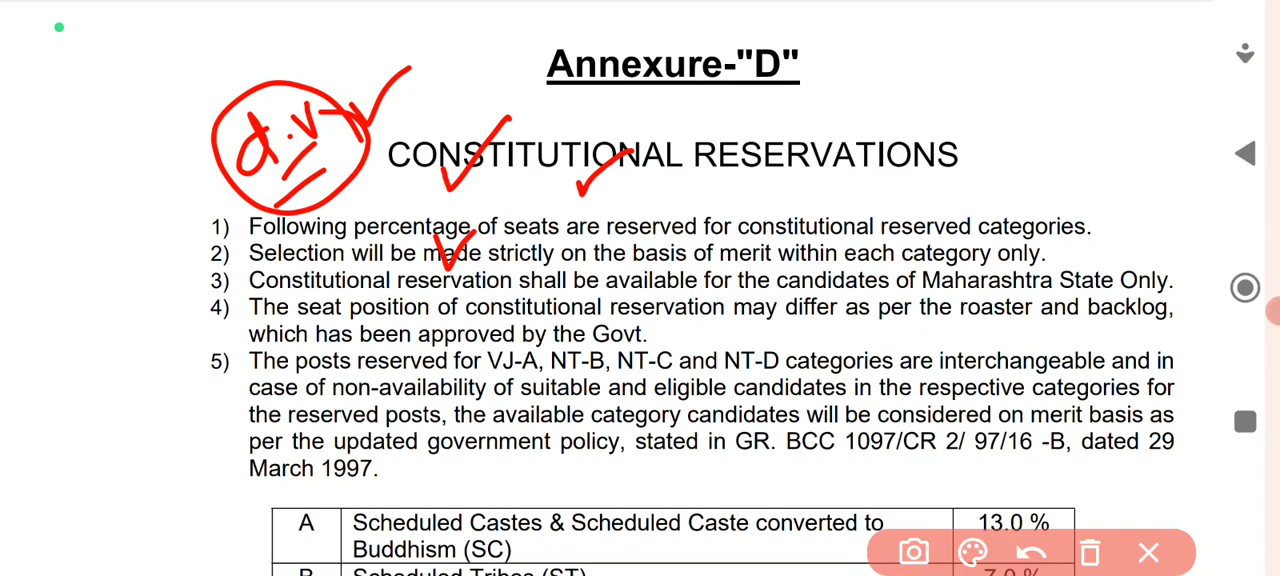 Annexure-"D"
d.v
CONSTITUTIONAL RESERVATIONS
1) Following percentage of seats are reserved for constitutional reserved categories.
2) Selection will be made strictly on the basis of merit within each category only.
3) Constitutional reservation shall be available for the candidates of Maharashtra State Only.
4) The seat position of constitutional reservation may differ as per the roaster and backlog,
which has been approved by the Govt.
5) The posts reserved for VJ-A, NT-B, NT-C and NT-D categories are interchangeable and in
case of non-availability of suitable and eligible candidates in the respective categories for
the reserved posts, the available category candidates will be considered on merit basis as
per the updated government policy, stated in GR. BCC 1097/CR 2/ 97/16 -B, dated 29
March 1997.
A Scheduled Castes & Scheduled Caste converted to 13.0 %
Buddhism (SC)
B Scheduled Tribes (ST) 7.0 %